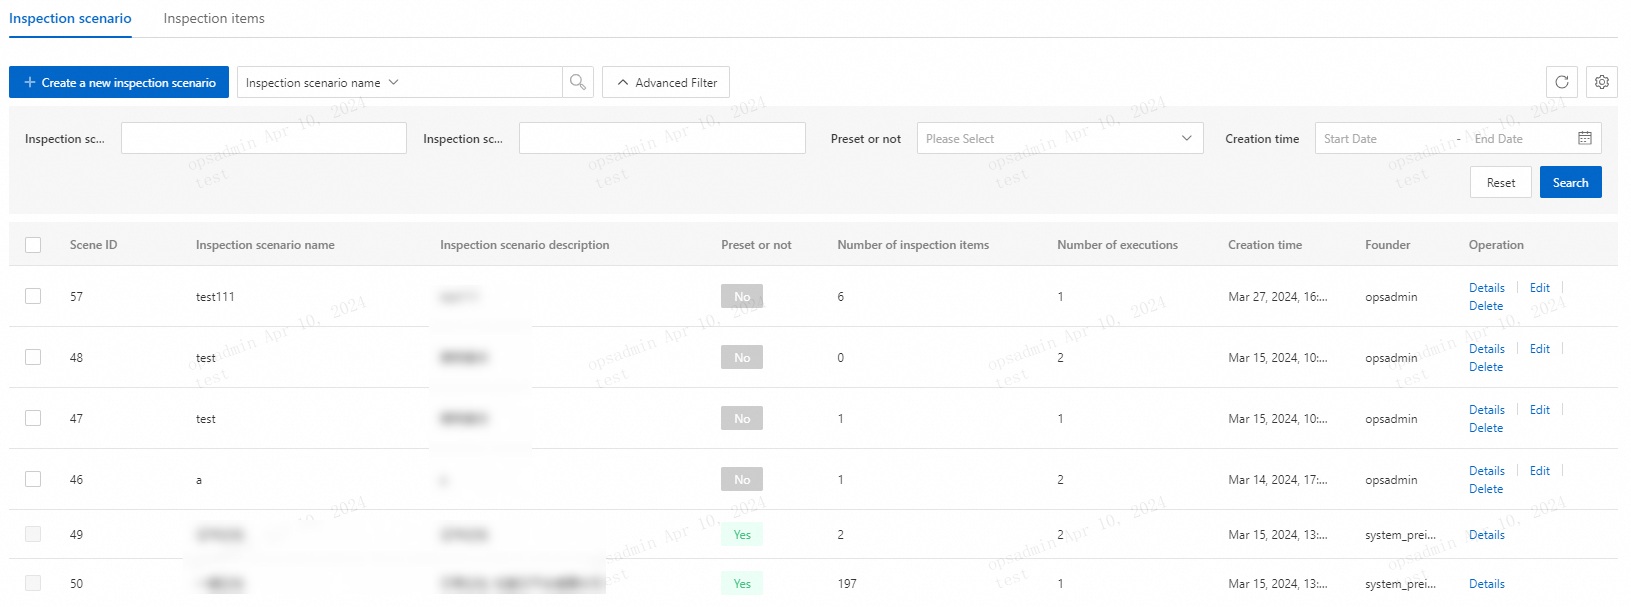 Inspection scenario Inspection items
Create a new inspection scenario Inspection scenario name Advanced Filter
Inspection sc... Inspection sc... Preset or not Please Select Creation time Start Date - End Date
Reset Search
Scene ID Inspection scenario name Inspection scenario description Preset or not Number of inspection items Number of executions Creation time Founder Operation
57 test111 No 6 1 Mar 27, 2024, 16:... opsadmin Details Edit
Delete
48 test No 0 2 Mar 15, 2024, 10:... opsadmin Details Edit
Delete
47 test No 1 1 Mar 15, 2024, 10:... opsadmin Details Edit
Delete
46 a No 1 2 Mar 14, 2024, 17:... opsadmin Details Edit
Delete
49 Yes 2 2 Mar 15, 2024, 13:... system_prei... Details
50 Yes 197 1 Mar 15, 2024, 13:... system_prei... Details
opsadmin Apr 10, 2024
test